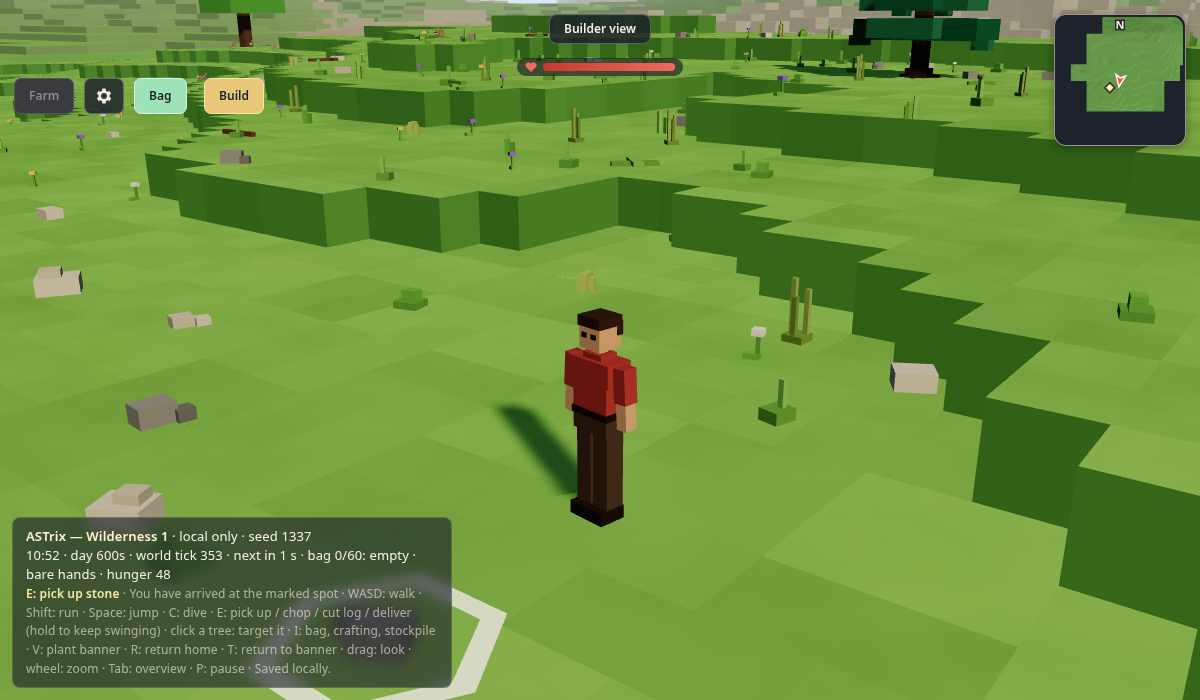 Builder view
N
Farm
Bag
Build
ASTrix — Wilderness 1 · local only · seed 1337
10:52 · day 600s · world tick 353 · next in 1 s · bag 0/60: empty ·
bare hands · hunger 48
E: pick up stone · You have arrived at the marked spot · WASD: walk ·
Shift: run · Space: jump · C: dive · E: pick up / chop / cut log / deliver
(hold to keep swinging) · click a tree: target it · I: bag, crafting, stockpile
· V: plant banner · R: return home · T: return to banner · drag: look ·
wheel: zoom · Tab: overview · P: pause · Saved locally.